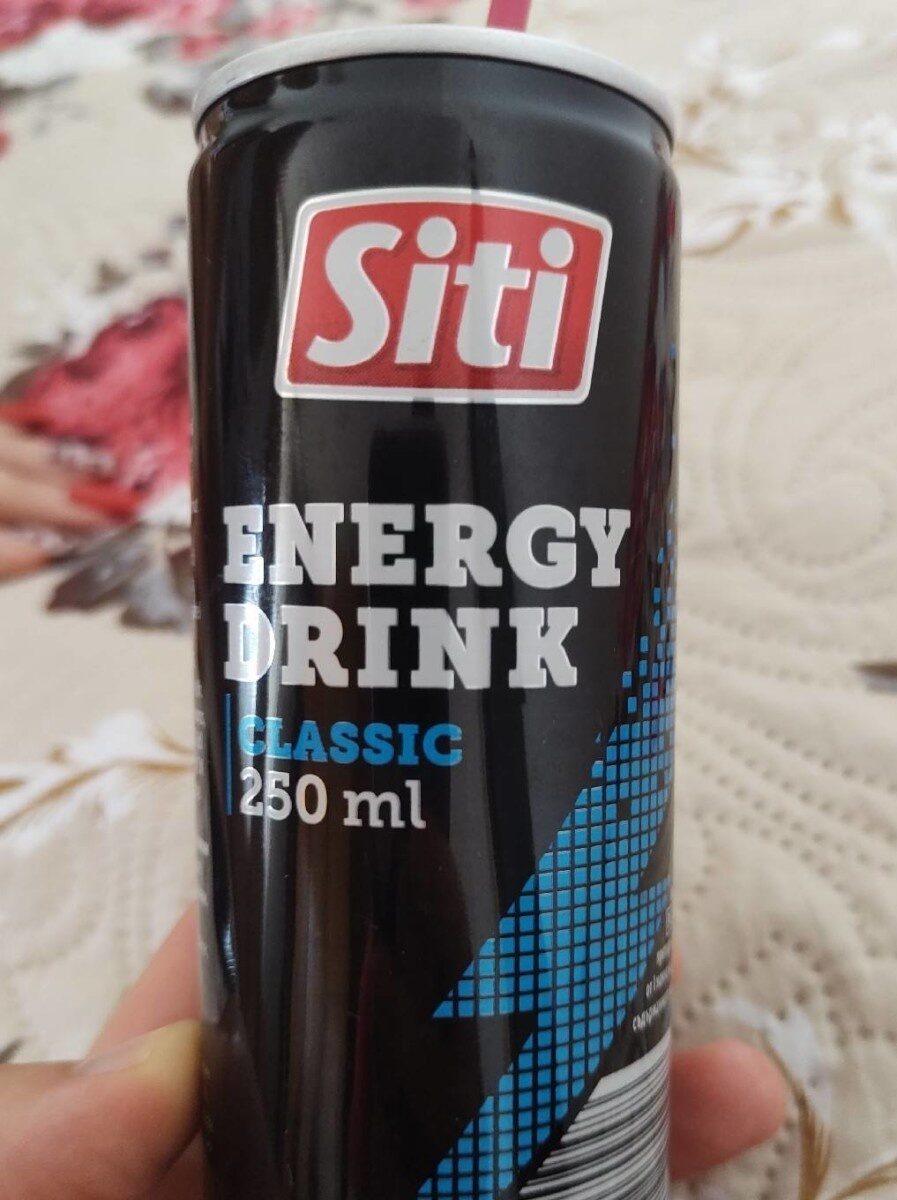 Siti
ENERGY
DRINK
CLASSIC
250 ml